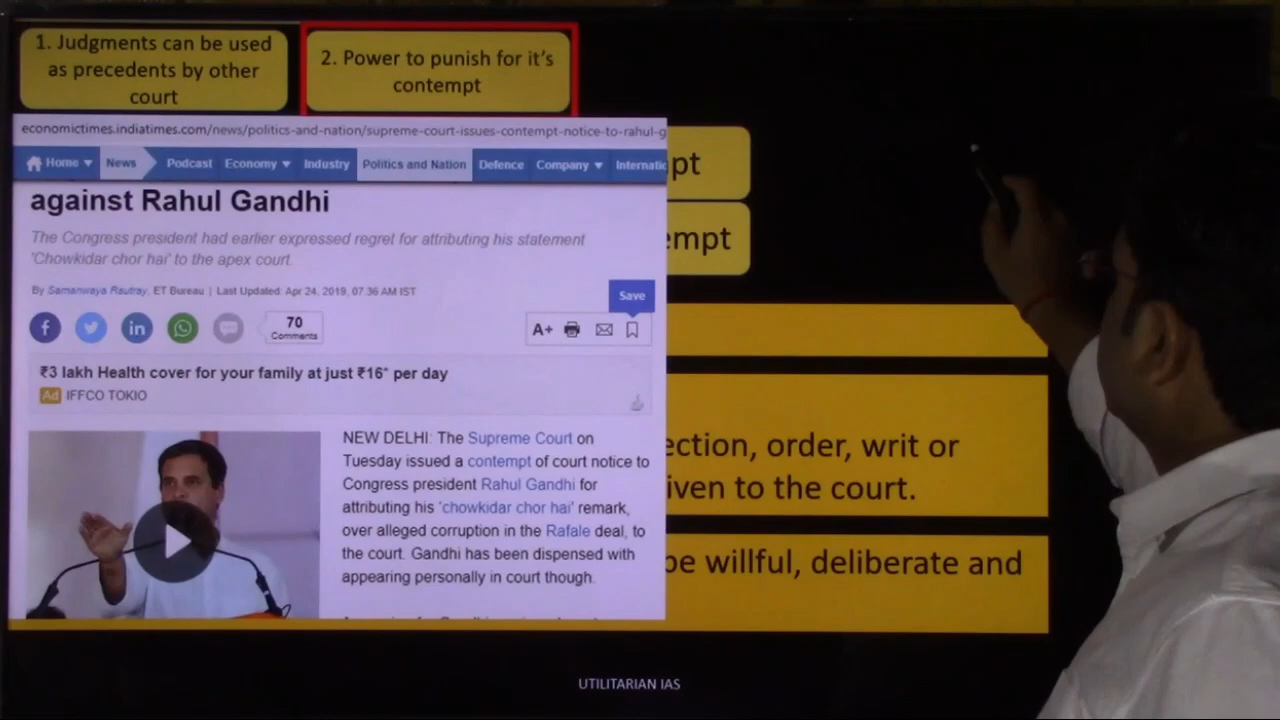 1. Judgments can be used
as precedents by other
court
2. Power to punish for it's
contempt
economictimes.indiatimes.com/news/politics-and-nation/supreme-court-issues-contempt-notice-to-rahul-g
Home News Podcast Economy Industry Politics and Nation Defence Company Internatio
pt
empt
against Rahul Gandhi
The Congress president had earlier expressed regret for attributing his statement
'Chowkidar chor hai' to the apex court.
By Samanwaya Rautray, ET Bureau | Last Updated: Apr 24, 2019, 07.36 AM IST
Save
70
Comments
A+
₹3 lakh Health cover for your family at just ₹16* per day
Ad IFFCO TOKIO
NEW DELHI: The Supreme Court on
Tuesday issued a contempt of court notice to
Congress president Rahul Gandhi for
attributing his 'chowkidar chor hai' remark,
over alleged corruption in the Rafale deal, to
the court. Gandhi has been dispensed with
appearing personally in court though.
ection, order, writ or
iven to the court.
be willful, deliberate and
UTILITARIAN IAS